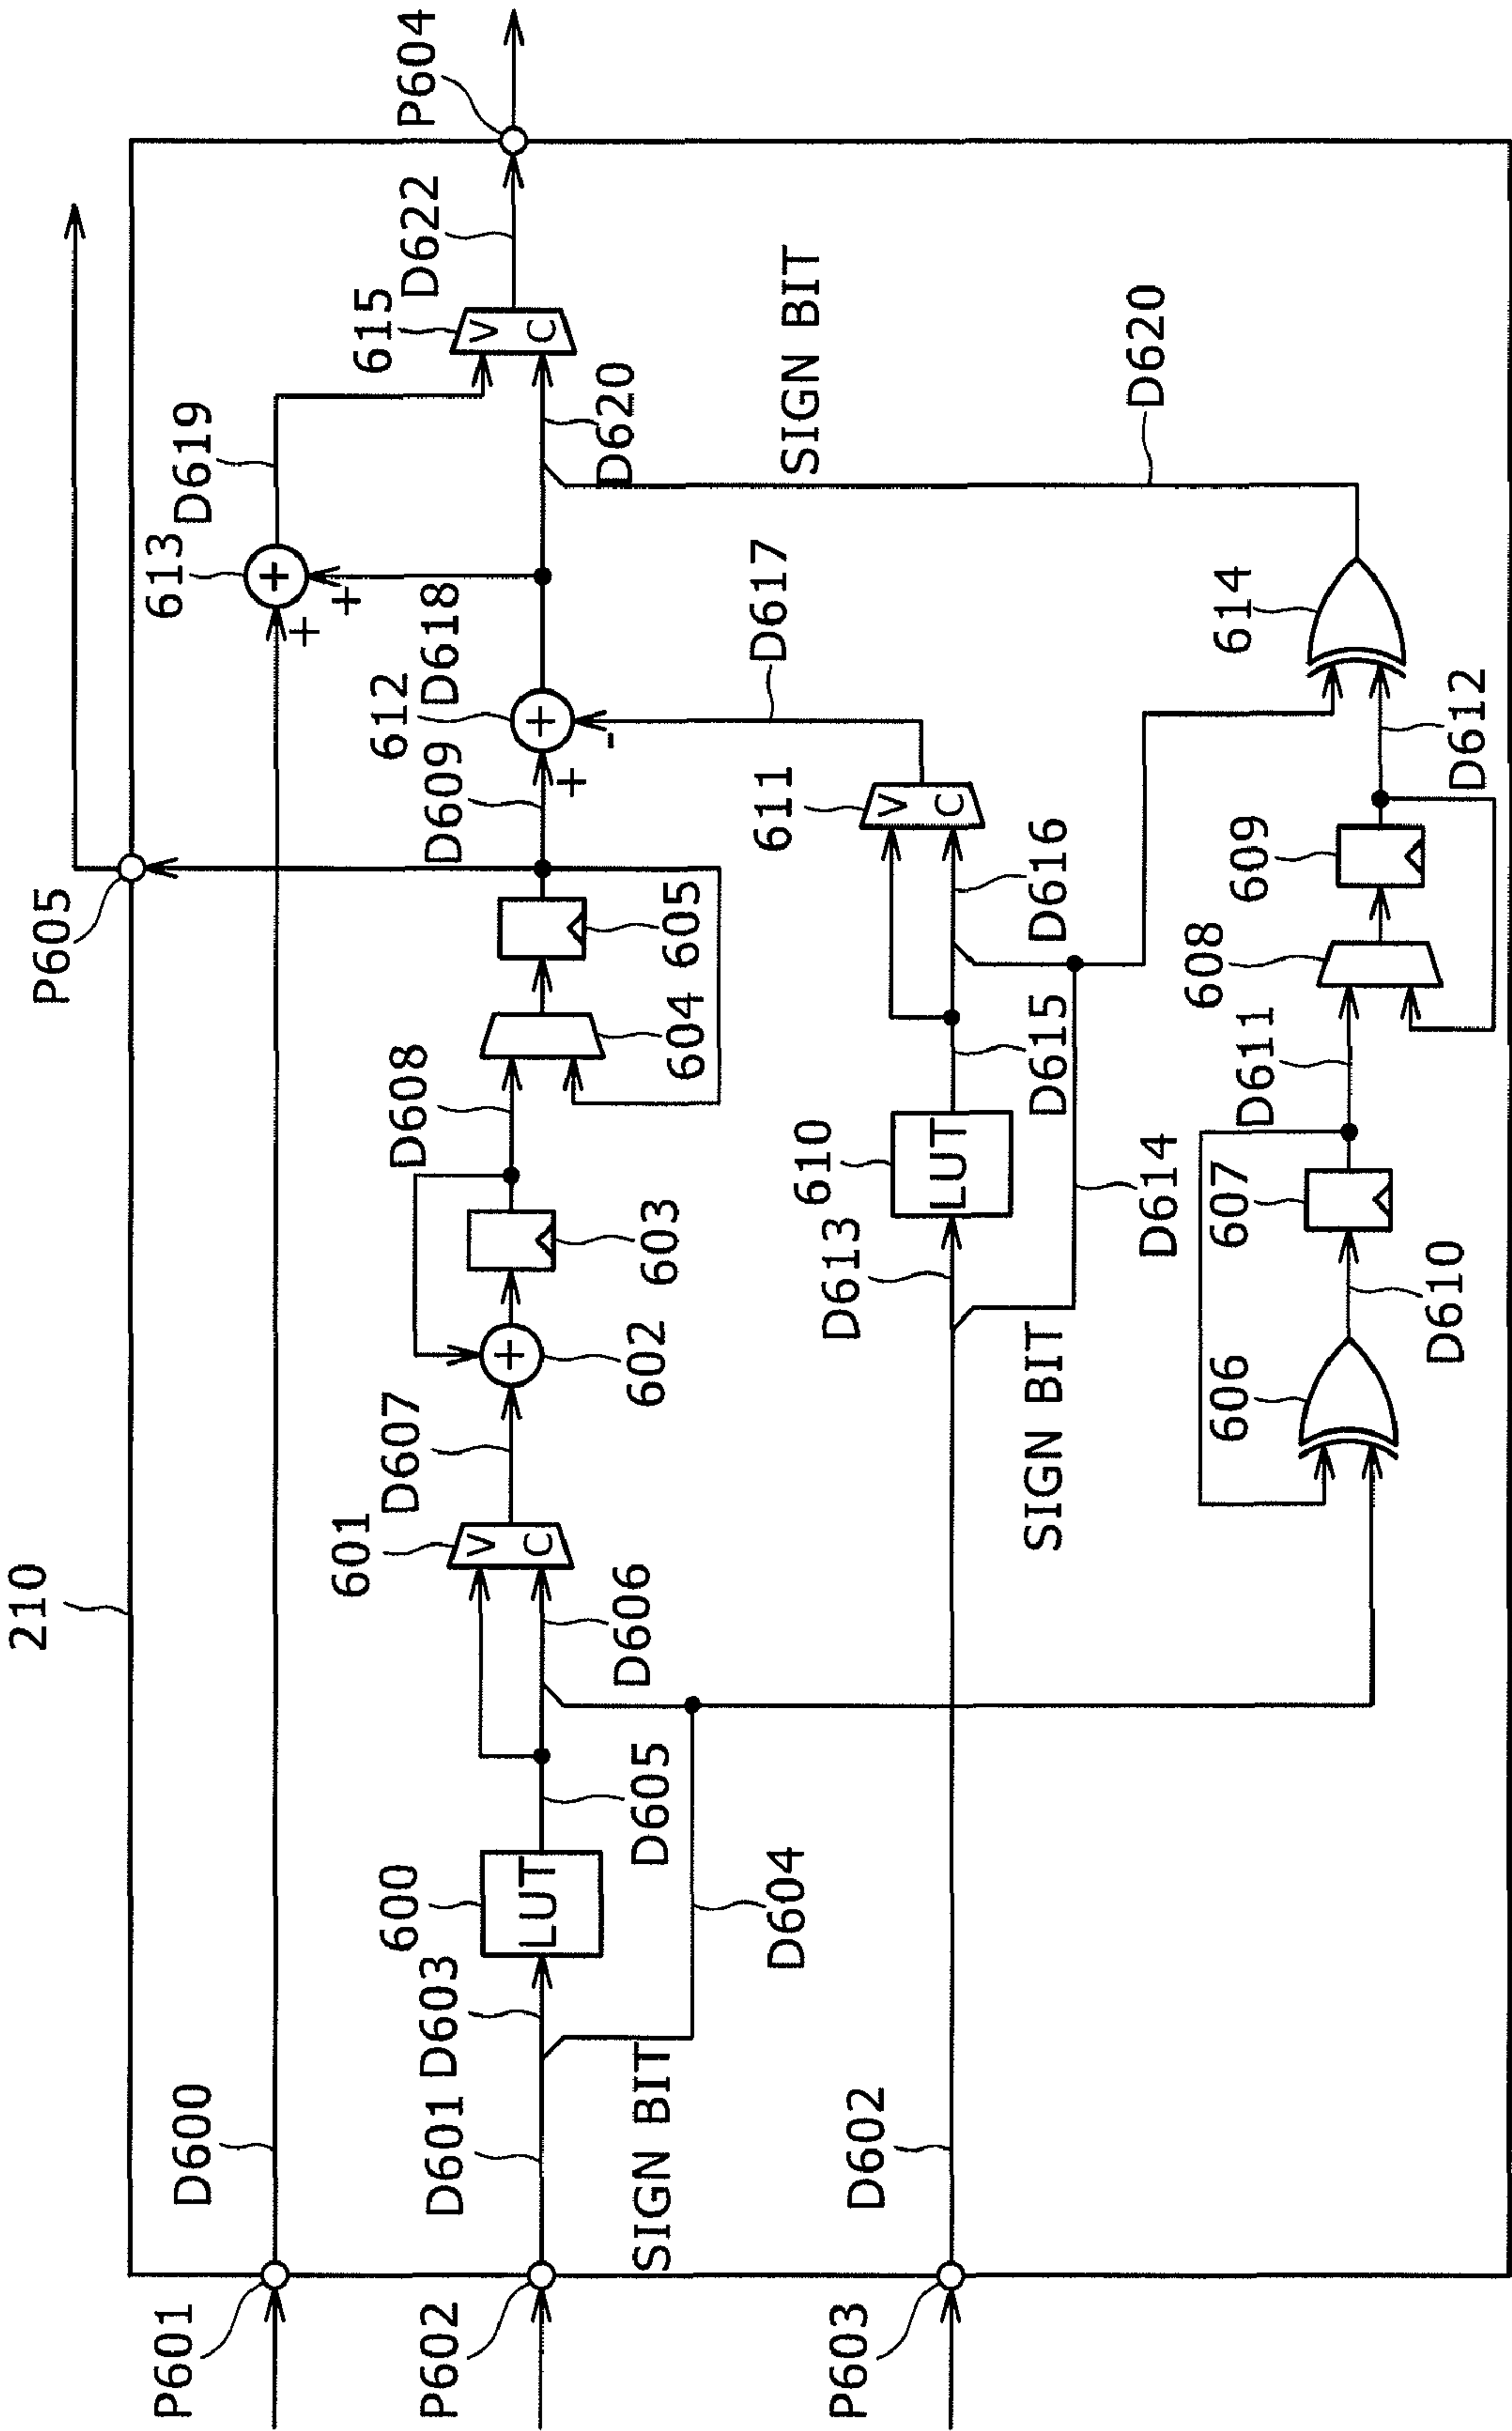 210
P605
P601
D600
613
D619
615
D622
P604
P602
D601
D603
600
SIGN BIT
D605
D604
D606
601
V
C
D607
602
603
D608
604
605
D609
612
D618
+
+
+
+
+
-
+
D620
SIGN BIT
D620
LUT
P603
D602
D613
SIGN BIT
610
LUT
D615
D614
D616
611
V
C
D617
V
C
606
D610
607
D611
608
609
D612
614